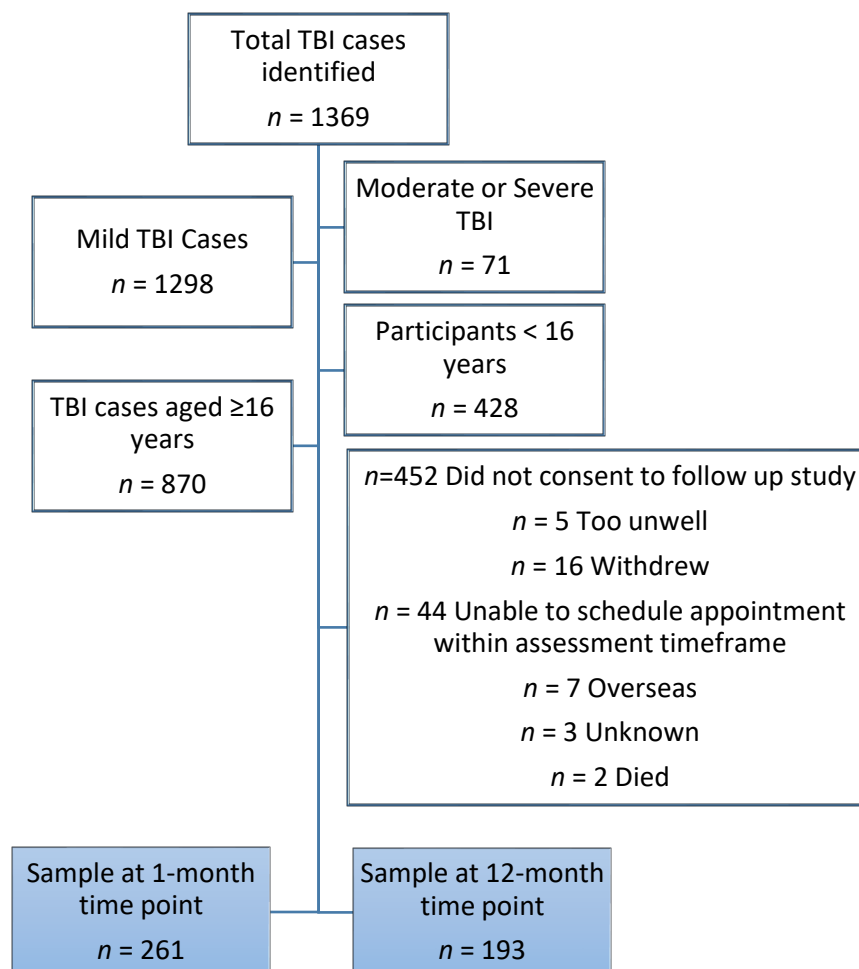 Total TBI cases
identified
n = 1369
Moderate or Severe
TBI
n = 71
Mild TBI Cases
n = 1298
Participants < 16
years
n = 428
TBI cases aged ≥16
years
n = 870
n=452 Did not consent to follow up study
n = 5 Too unwell
n = 16 Withdrew
n = 44 Unable to schedule appointment
within assessment timeframe
n = 7 Overseas
n = 3 Unknown
n = 2 Died
Sample at 1-month
time point
n = 261
Sample at 12-month
time point
n = 193